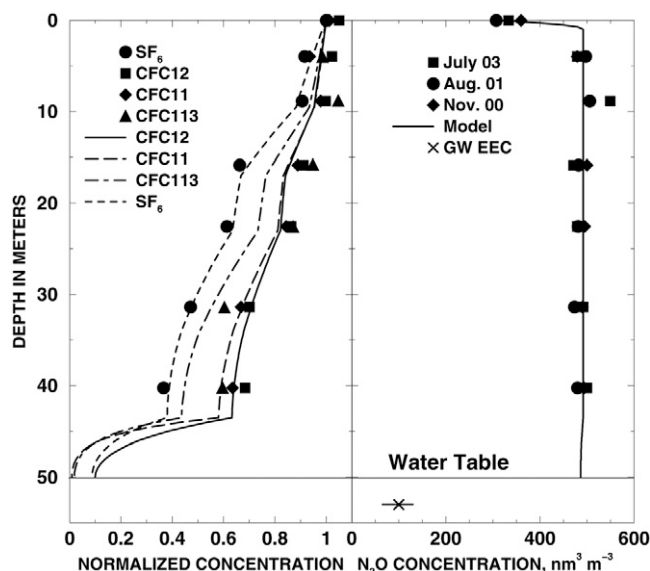 0
10
20
30
40
50
DEPTH IN METERS
SF6
CFC12
CFC11
CFC113
CFC12
CFC11
CFC113
SF6
0
0.2
0.4
0.6
0.8
1
NORMALIZED CONCENTRATION
July 03
Aug. 01
Nov. 00
Model
GW EEC
Water Table
0
200
400
600
N2O CONCENTRATION, nm³ m⁻³